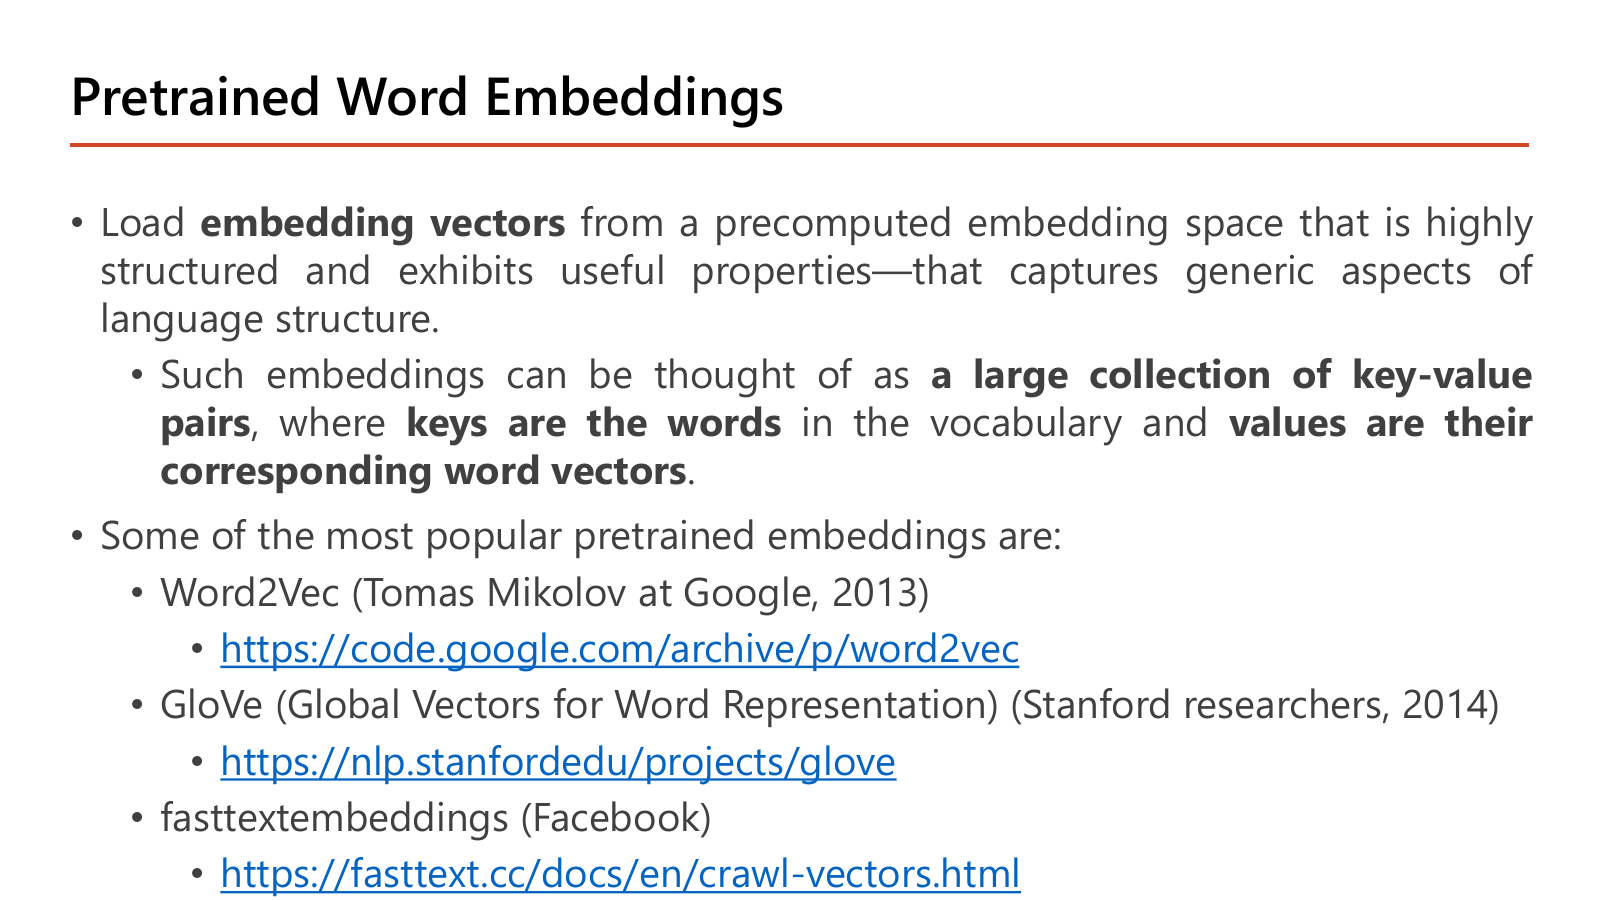 Pretrained Word Embeddings
• Load embedding vectors from a precomputed embedding space that is highly
structured and exhibits useful properties—that captures generic aspects of
language structure.
• Such embeddings can be thought of as a large collection of key-value
pairs, where keys are the words in the vocabulary and values are their
corresponding word vectors.
• Some of the most popular pretrained embeddings are:
• Word2Vec (Tomas Mikolov at Google, 2013)
• https://code.google.com/archive/p/word2vec
• GloVe (Global Vectors for Word Representation) (Stanford researchers, 2014)
• https://nlp.stanfordedu/projects/glove
• fasttextembeddings (Facebook)
• https://fasttext.cc/docs/en/crawl-vectors.html